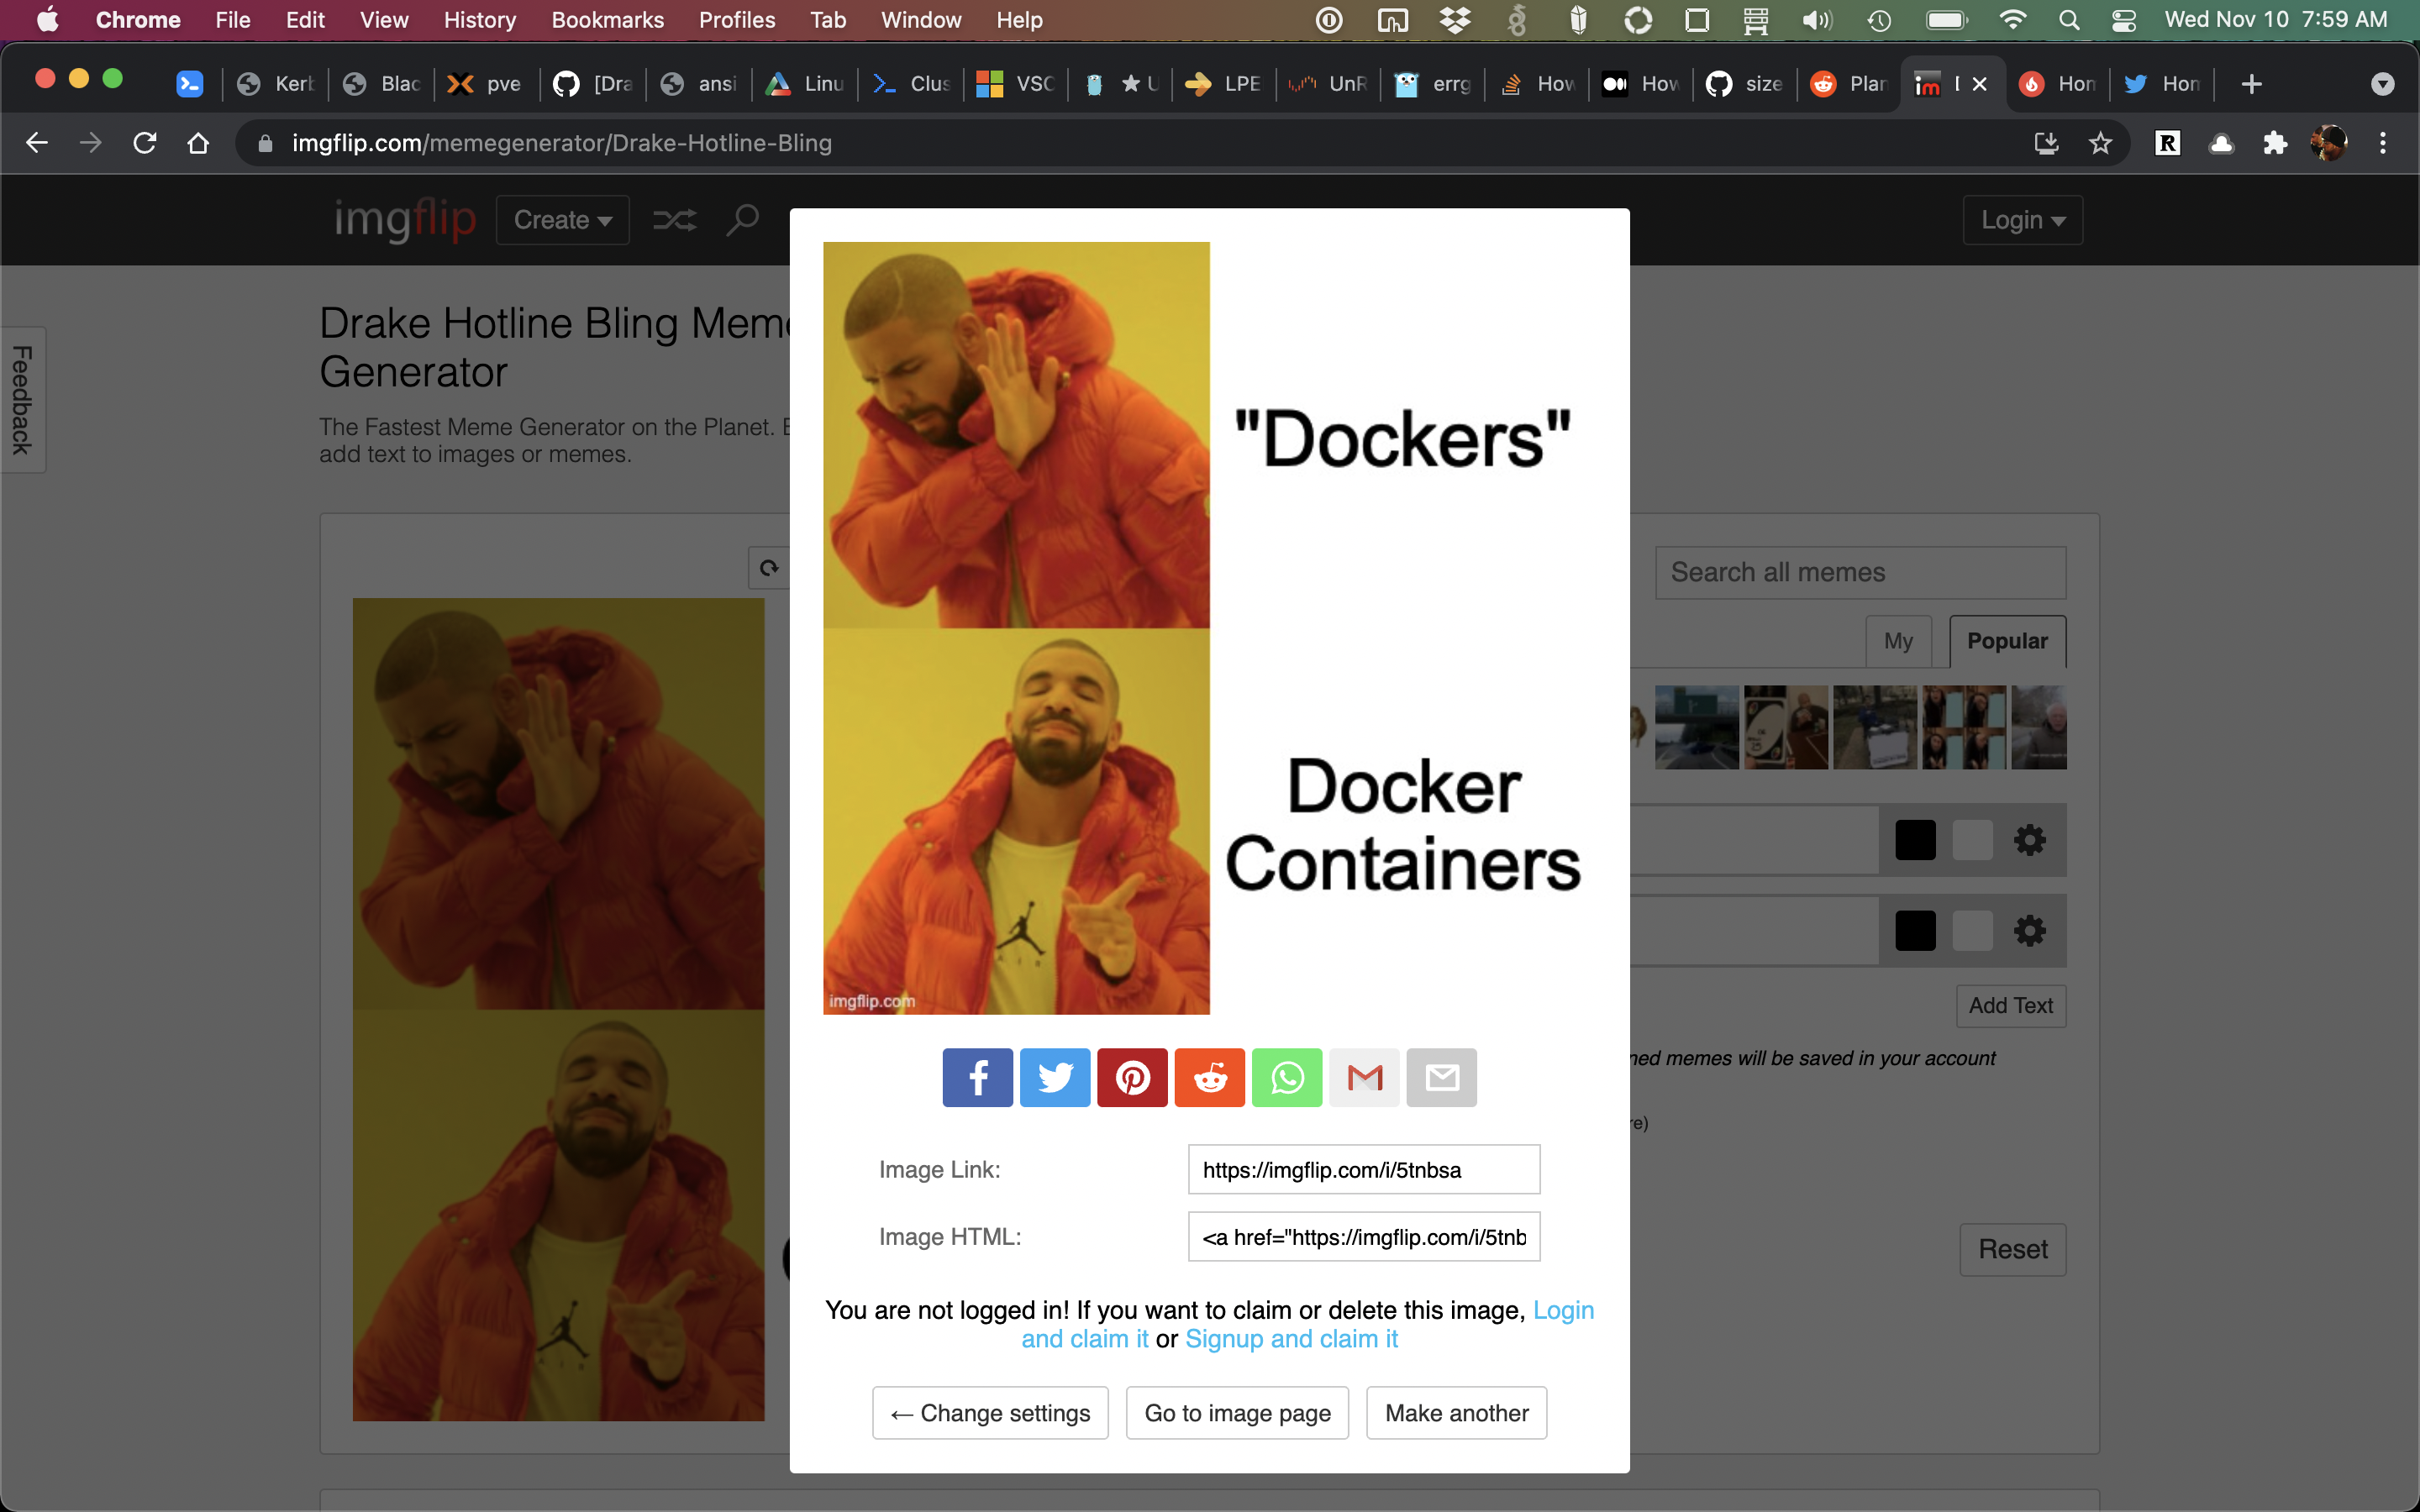 Chrome File Edit View History Bookmarks Profiles Tab Window Help Wed Nov 10 7:59 AM
Kerb Blac pve [Dra ansi Linu Clus VSC ★ U LPE UnR errg How How size Plan Hom Hom
imgflip.com/memegenerator/Drake-Hotline-Bling
imgflip Create Login
Feedback
Drake Hotline Bling Meme
Generator
The Fastest Meme Generator on the Planet.
add text to images or memes.
"Dockers"
Docker
Containers
imgflip.com
Search all memes
My Popular
Add Text
ned memes will be saved in your account
re)
Reset
Image Link: https://imgflip.com/i/5tnbsa
Image HTML: <a href="https://imgflip.com/i/5tnb
You are not logged in! If you want to claim or delete this image, Login
and claim it or Signup and claim it
← Change settings Go to image page Make another